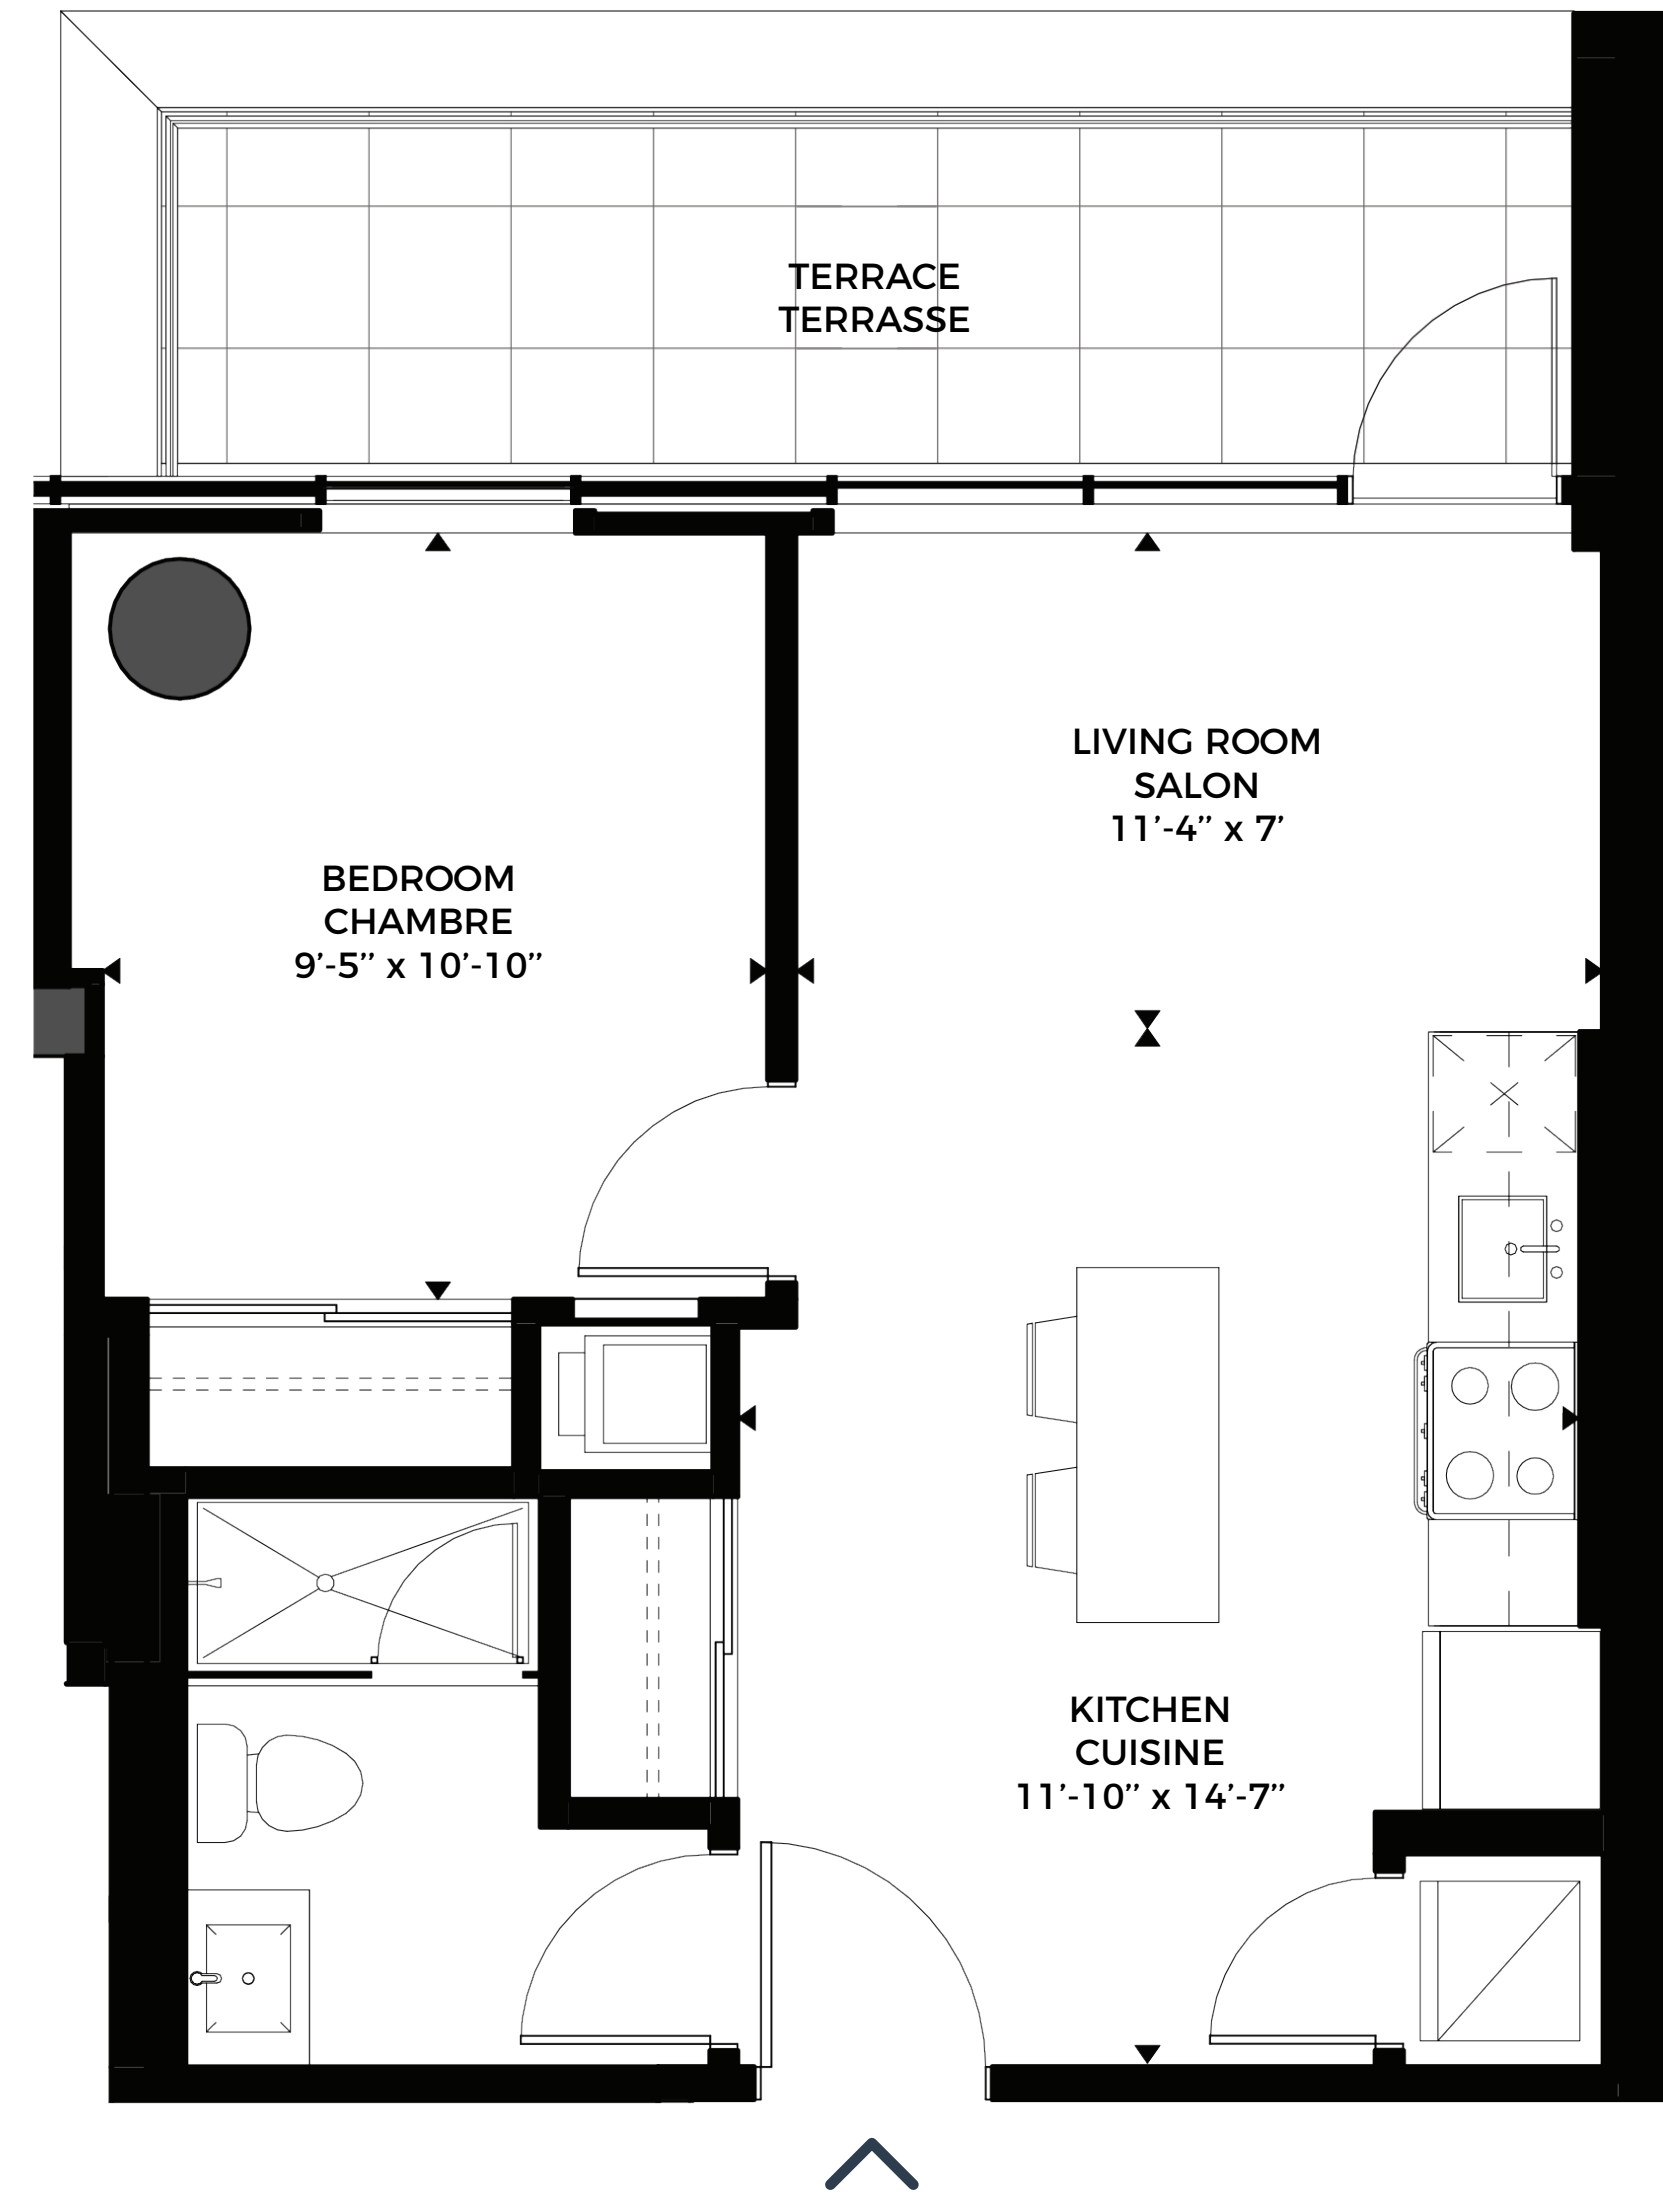 TERRACE
TERRASSE
LIVING ROOM
SALON
11’-4” x 7’
BEDROOM
CHAMBRE
9’-5” x 10’-10”
KITCHEN
CUISINE
11’-10” x 14’-7”